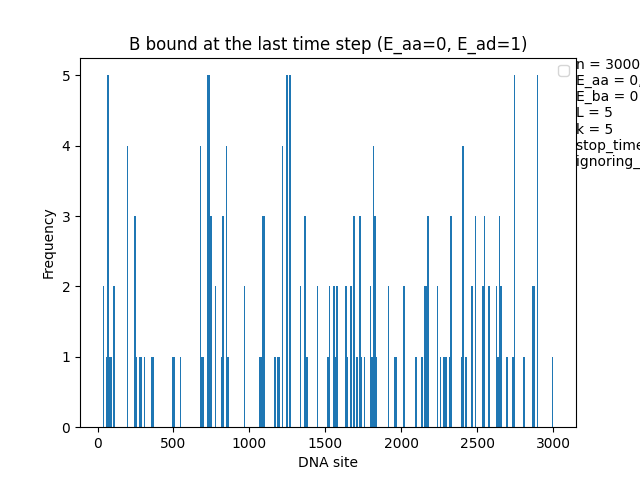 B bound at the last time step (E_aa=0, E_ad=1)
n = 3000
E_aa = 0,
E_ba = 0
L = 5
k = 5
stop_time
ignoring_
Frequency
5
4
3
2
1
0
0 500 1000 1500 2000 2500 3000
DNA site